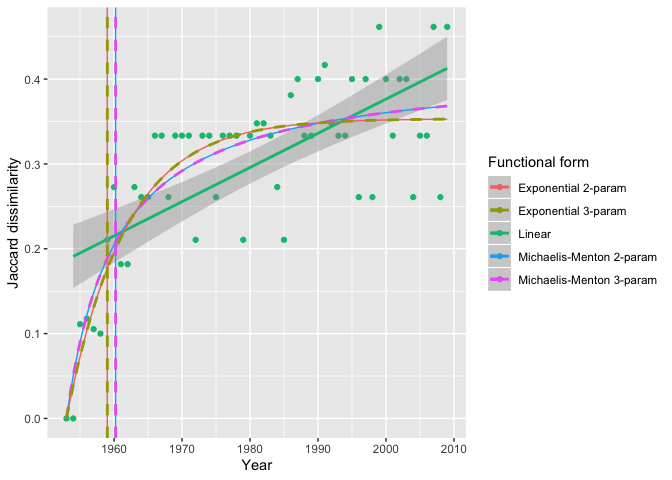 Jaccard dissimilarity
0.4
0.3
0.2
0.1
0.0
1960 1970 1980 1990 2000 2010
Year
Functional form
Exponential 2-param
Exponential 3-param
Linear
Michaelis-Menton 2-param
Michaelis-Menton 3-param